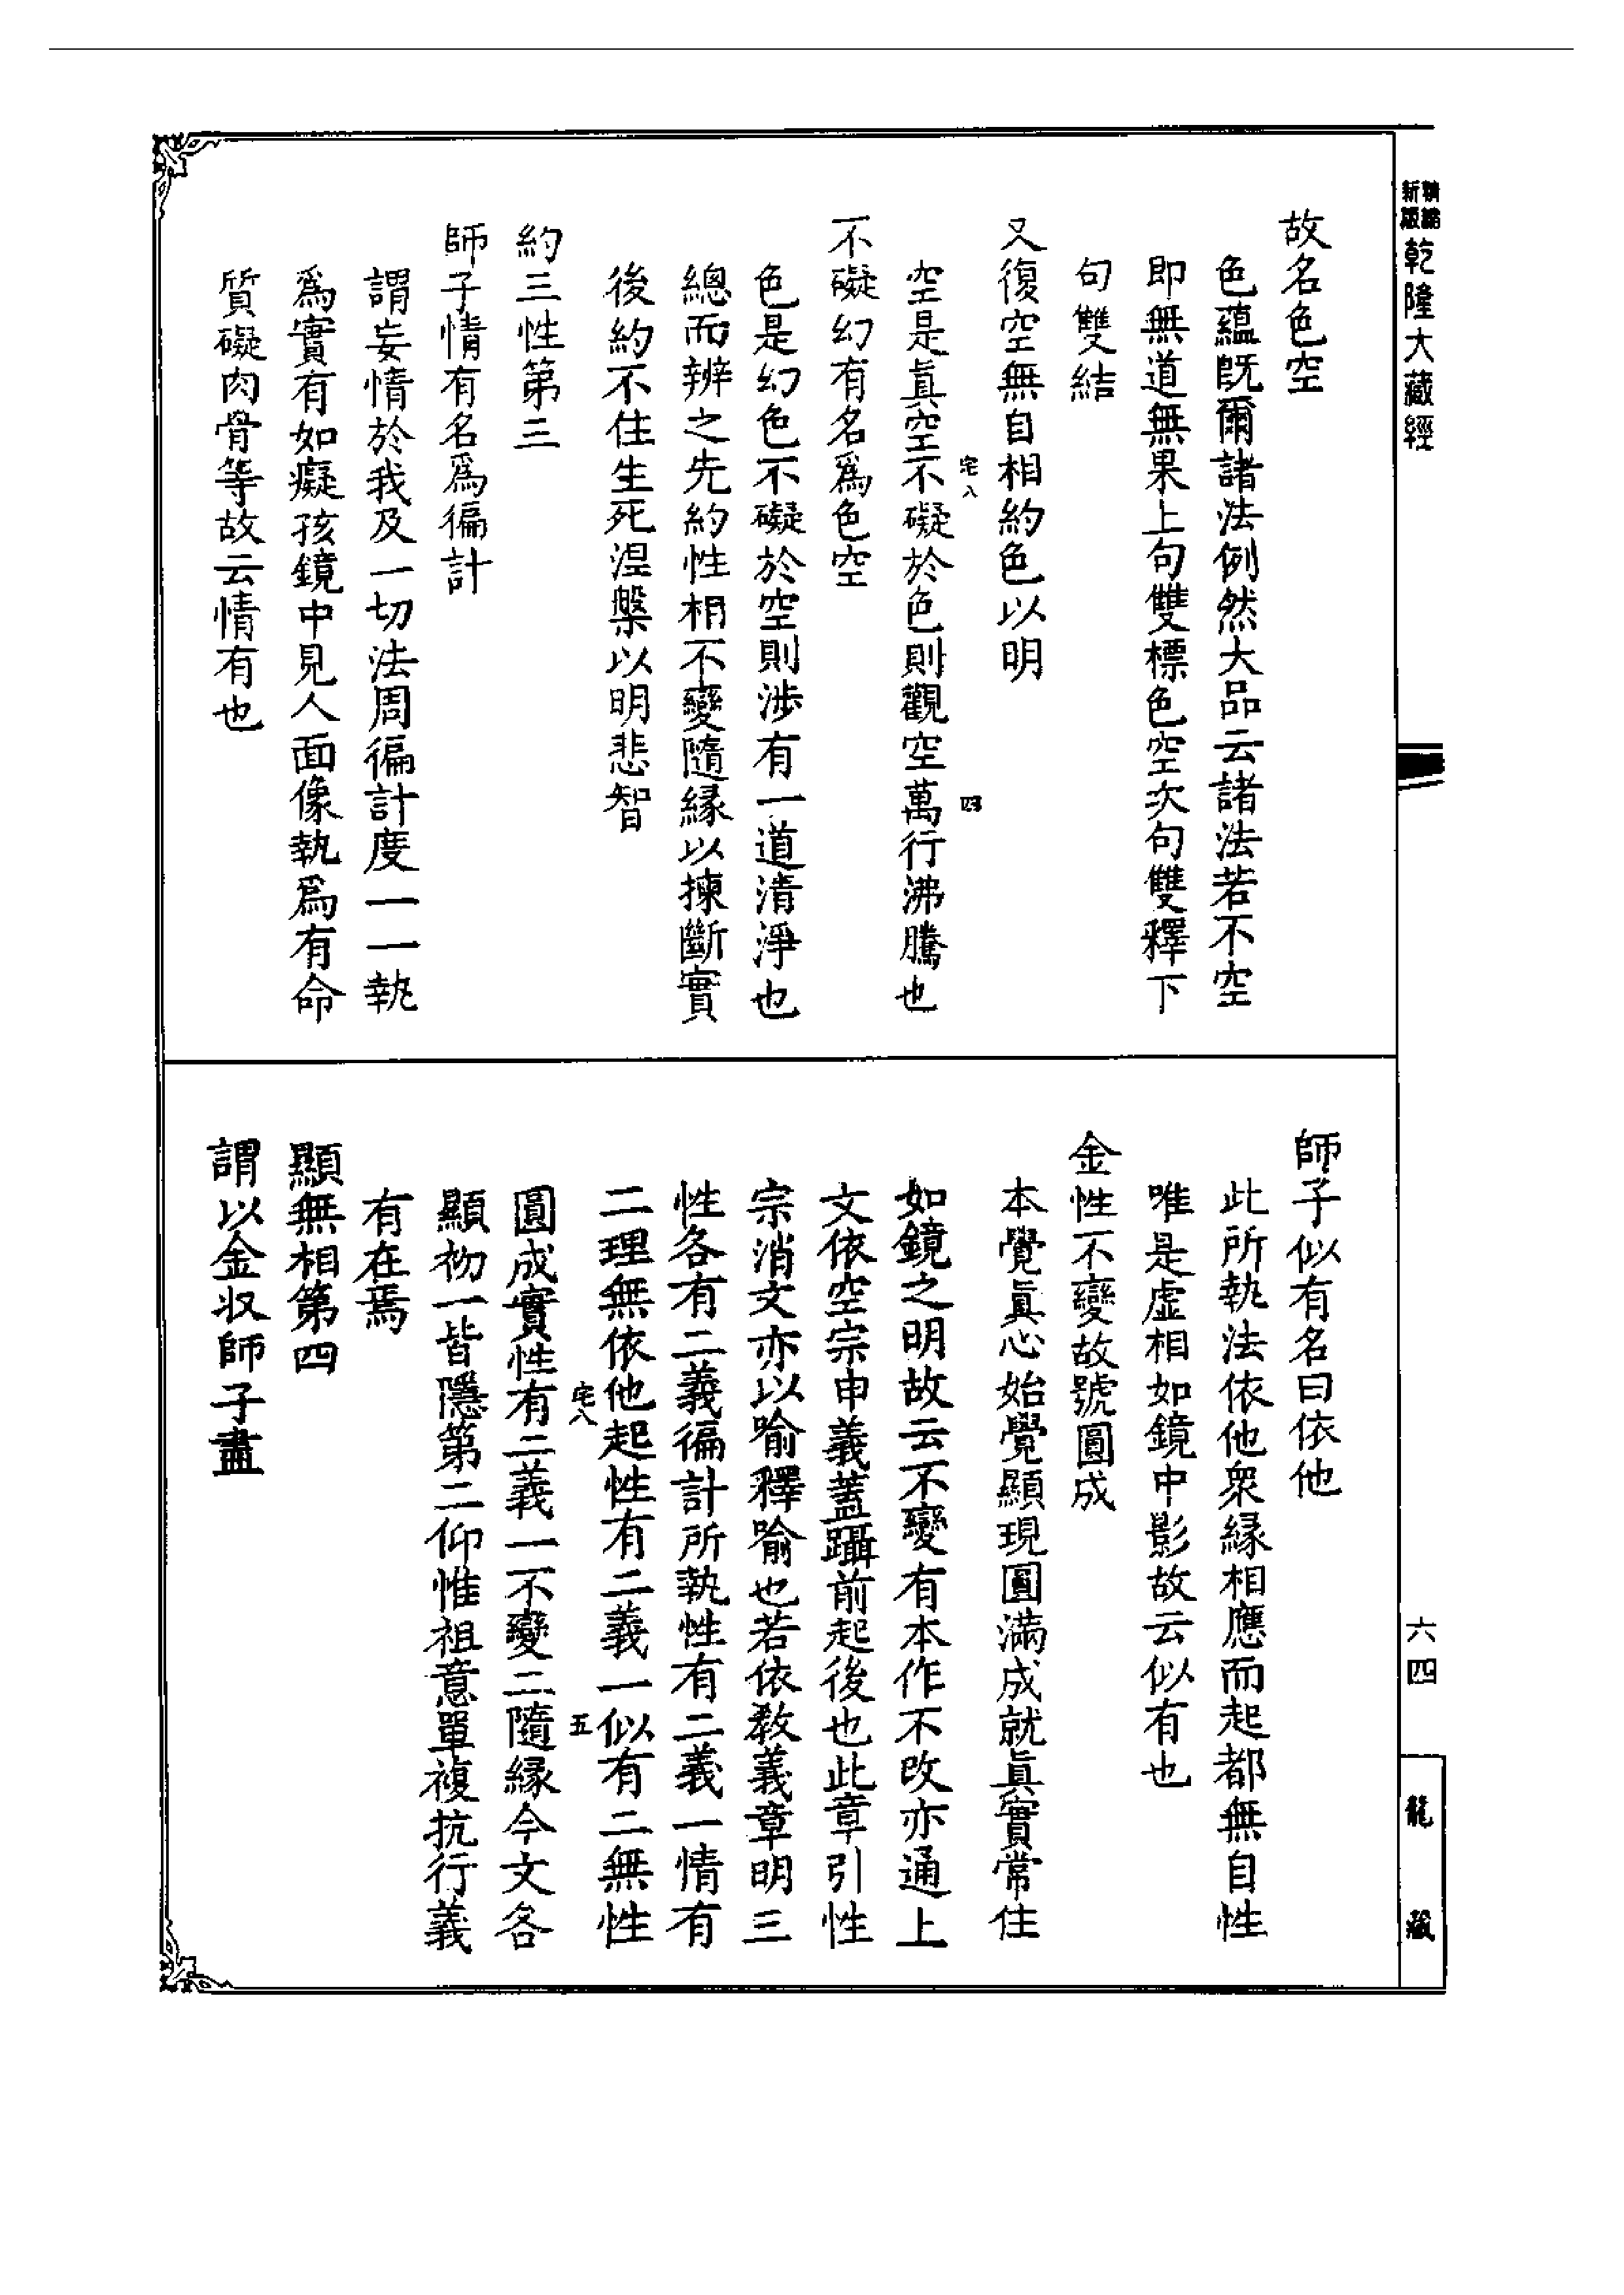 精縮新版乾隆大藏經
六四
龍藏
故名色空
色蘊旣爾諸法例然大品云諸法若不空
即無道無果上句雙標色空次句雙釋下
句雙結
又復空無自相約色以明
宅八
四
空是眞空不礙於色則觀空萬行沸騰也
不礙幻有名爲色空
色是幻色不礙於空則涉有一道清淨也
總而辨之先約性相不變隨緣以揀斷實
後約不住生死涅槃以明悲智
約三性第三
師子情有名爲徧計
謂妄情於我及一切法周徧計度一一執
爲實有如癡孩鏡中見人面像執爲有命
質礙肉骨等故云情有也
師子似有名曰依他
此所執法依他衆緣相應而起都無自性
唯是虛相如鏡中影故云似有也
金性不變故號圓成
本覺眞心始覺顯現圓滿成就眞實常住
如鏡之明故云不變有本作不改亦通上
文依空宗申義蓋躡前起後也此章引性
宗消文亦以喻釋喻也若依敎義章明三
性各有二義徧計所執性有二義一情有
二理無依他起性有二義一似有二無性
宅八
五
圓成實性有二義一不變二隨緣今文各
顯初一皆隱第二仰惟祖意單複抗行義
有在焉
顯無相第四
謂以金收師子盡